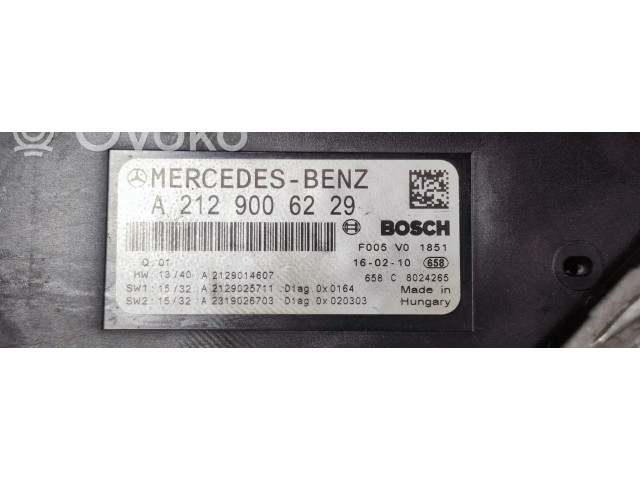 Ovoko
MERCEDES-BENZ
A 212 900 62 29
BOSCH
F005 V0 1851
Q: 01
16-02-10 658
HW: 13/40 A 2129014607
658 C 8024265
SW1: 15/32 A 2129025711 Diag 0x0164
Made in
SW2: 15/32 A 2319026703 Diag 0x020303
Hungary